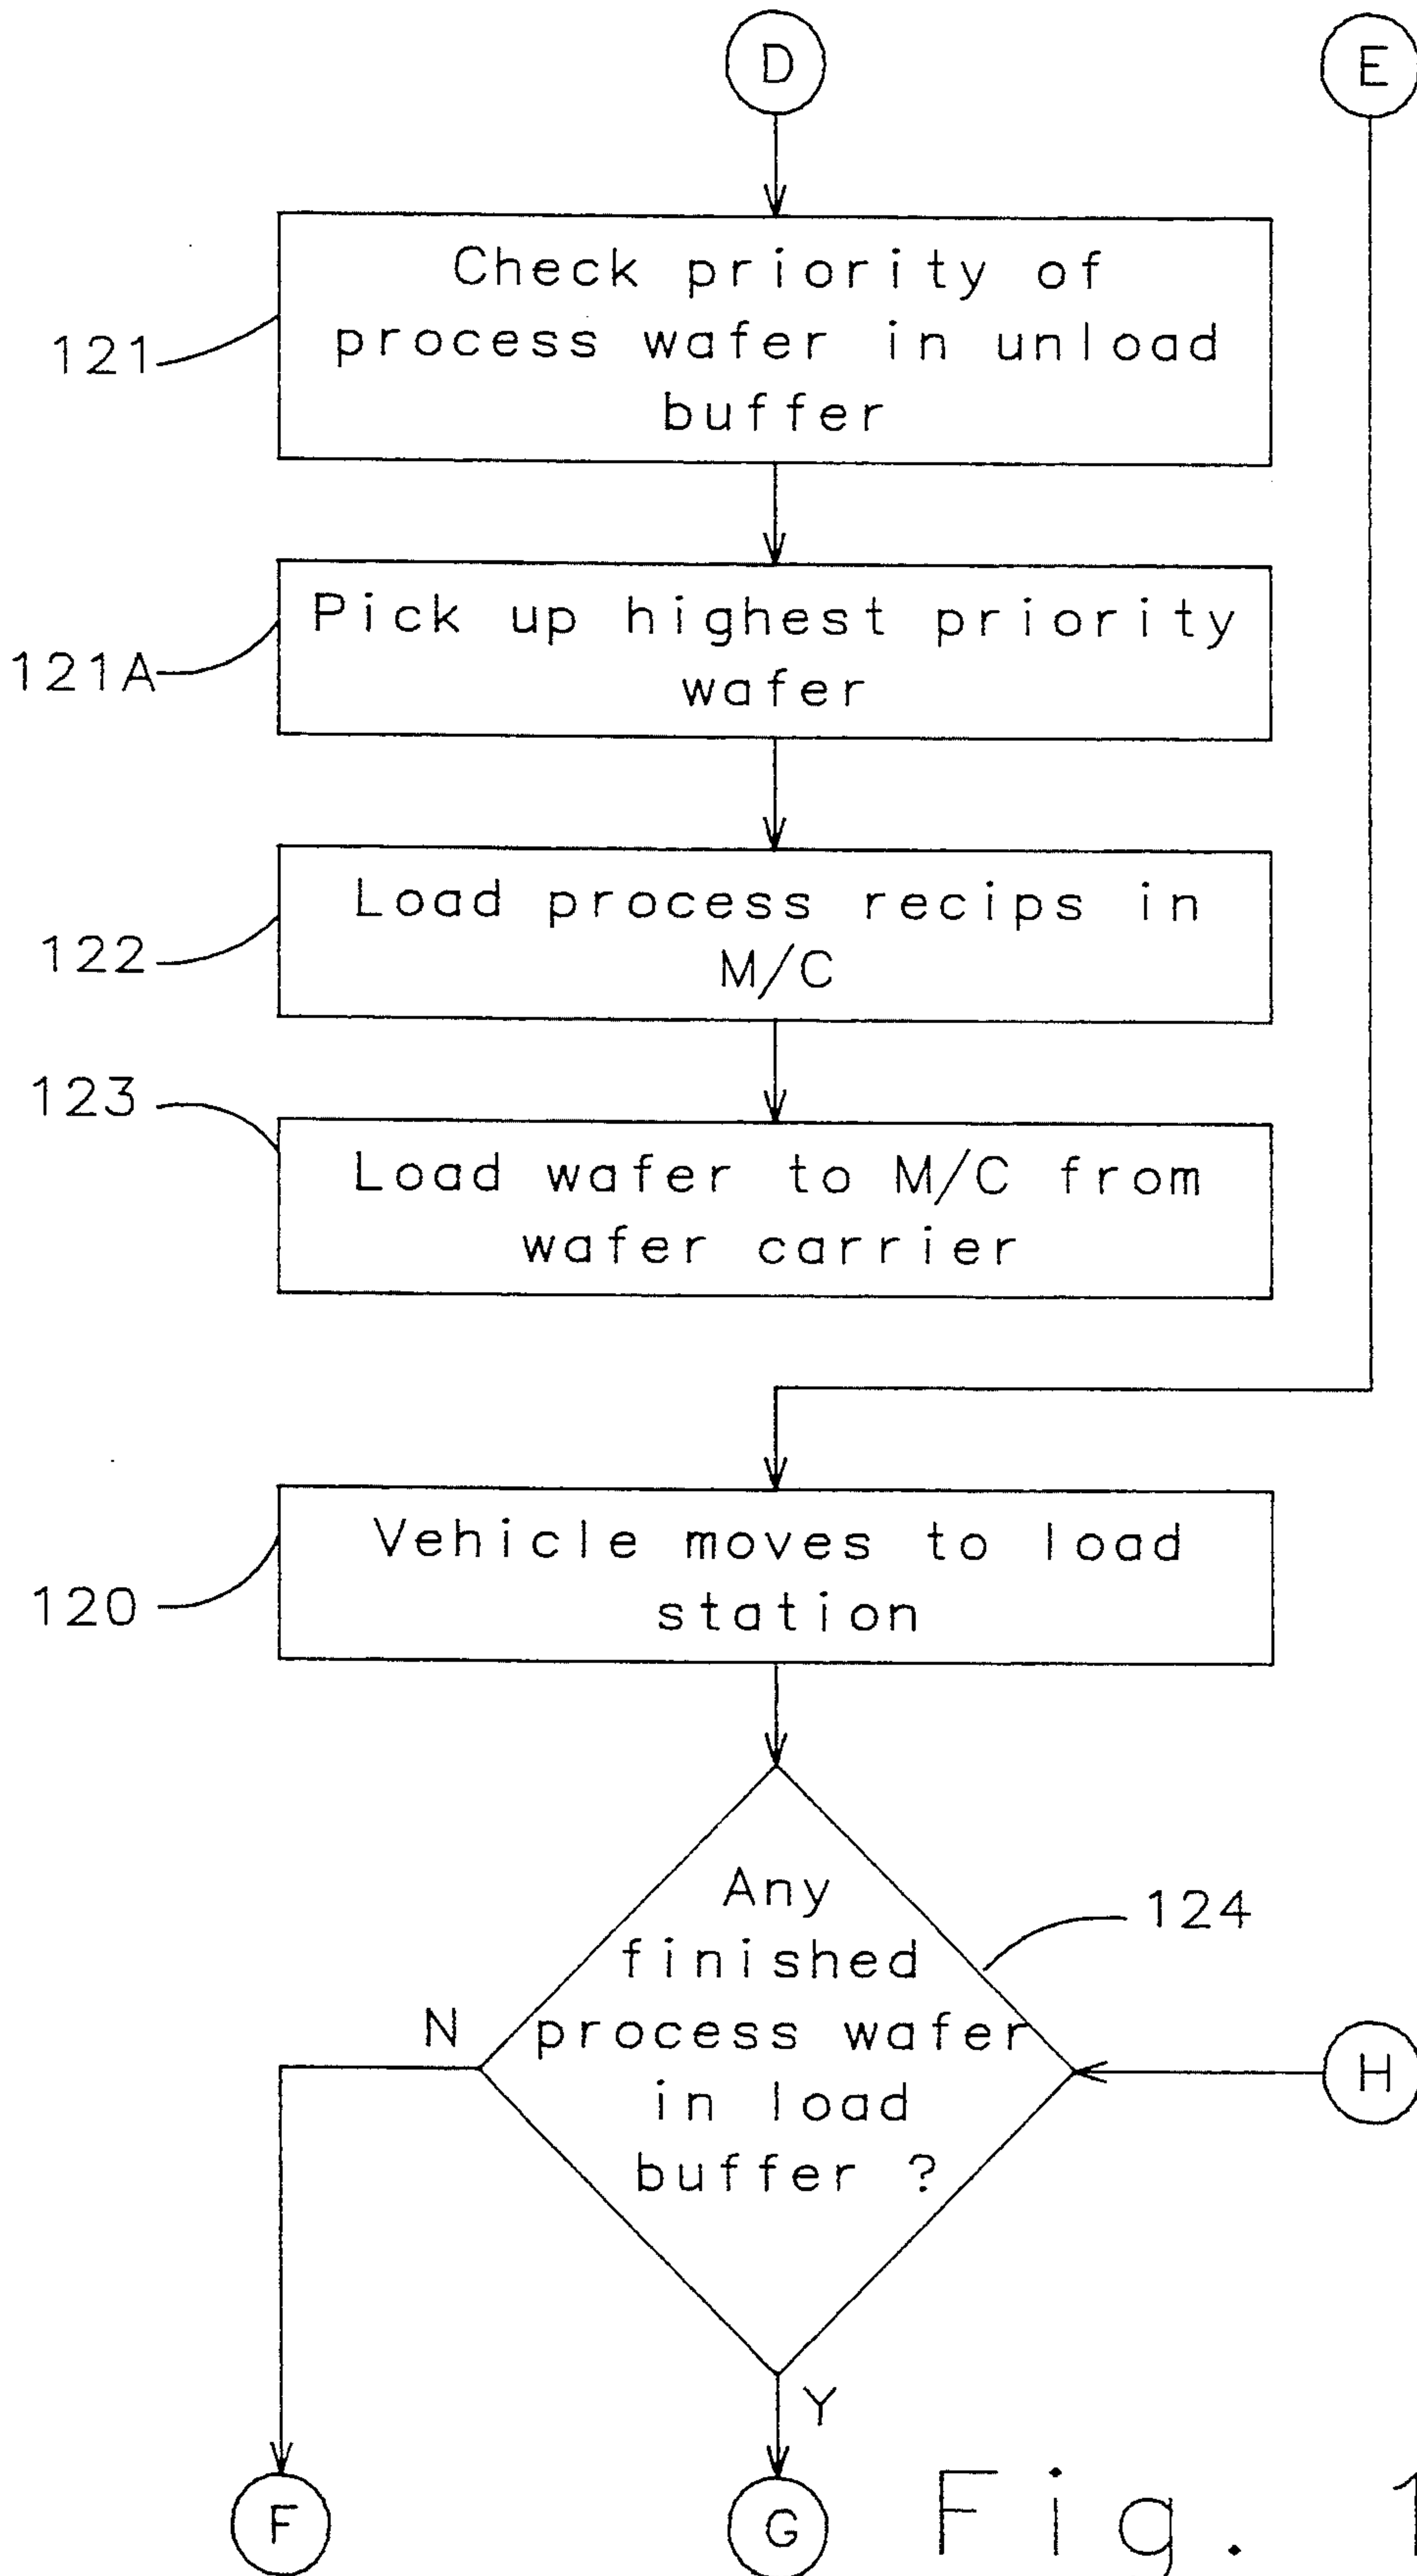 D
E
Check priority of
process wafer in unload
buffer
121
Pick up highest priority
wafer
121A
Load process recips in
M/C
122
123
Load wafer to M/C from
wafer carrier
Vehicle moves to load
station
120
Any
finished
process wafer
in load
buffer ?
124
N
H
Y
F
G
Fig. 1